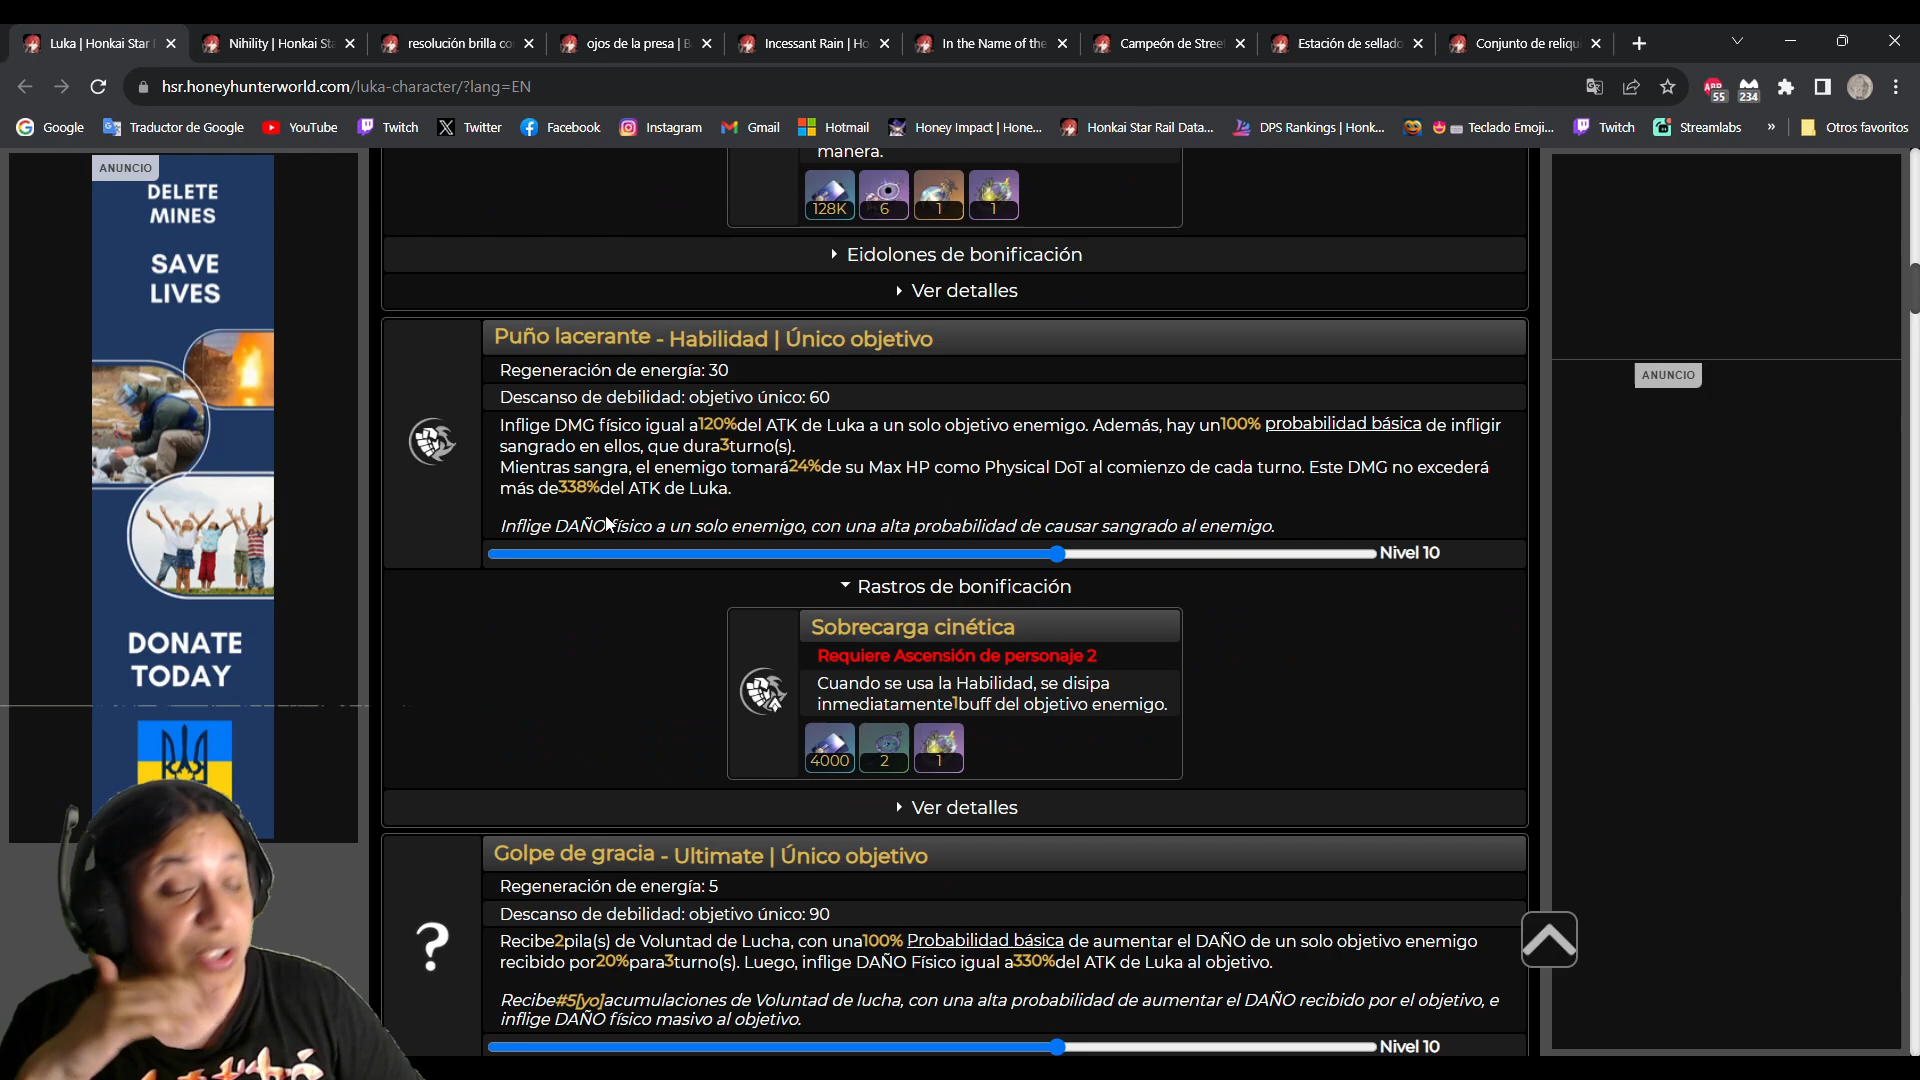 Luka | Honkai Star
Nihility | Honkai Sta
resolución brilla co
ojos de la presa | B
Incessant Rain | Ho
In the Name of the
Campeón de Street
Estación de sellado
Conjunto de reliqu
hsr.honeyhunterworld.com/luka-character/?lang=EN
ABP
55
234
Google
Traductor de Google
YouTube
Twitch
Twitter
Facebook
Instagram
Gmail
Hotmail
Honey Impact | Hone...
Honkai Star Rail Data...
DPS Rankings | Honk...
Teclado Emoji...
Twitch
Streamlabs
»
Otros favoritos
ANUNCIO
DELETE
MINES
SAVE
LIVES
DONATE
TODAY
manera.
128K
6
1
1
Eidolones de bonificación
Ver detalles
Puño lacerante - Habilidad | Único objetivo
Regeneración de energía: 30
Descanso de debilidad: objetivo único: 60
Inflige DMG físico igual a120%del ATK de Luka a un solo objetivo enemigo. Además, hay un100% probabilidad básica de infligir
sangrado en ellos, que dura3turno(s).
Mientras sangra, el enemigo tomará24%de su Max HP como Physical DoT al comienzo de cada turno. Este DMG no excederá
más de338%del ATK de Luka.
Inflige DAÑO físico a un solo enemigo, con una alta probabilidad de causar sangrado al enemigo.
Nivel 10
Rastros de bonificación
Sobrecarga cinética
Requiere Ascensión de personaje 2
Cuando se usa la Habilidad, se disipa
inmediatamente1buff del objetivo enemigo.
4000
2
1
Ver detalles
Golpe de gracia - Ultimate | Único objetivo
Regeneración de energía: 5
Descanso de debilidad: objetivo único: 90
?
Recibe2pila(s) de Voluntad de Lucha, con una100% Probabilidad básica de aumentar el DAÑO de un solo objetivo enemigo
recibido por20%para3turno(s). Luego, inflige DAÑO Físico igual a330%del ATK de Luka al objetivo.
Recibe#5[yo]acumulaciones de Voluntad de lucha, con una alta probabilidad de aumentar el DAÑO recibido por el objetivo, e
inflige DAÑO físico masivo al objetivo.
Nivel 10
ANUNCIO